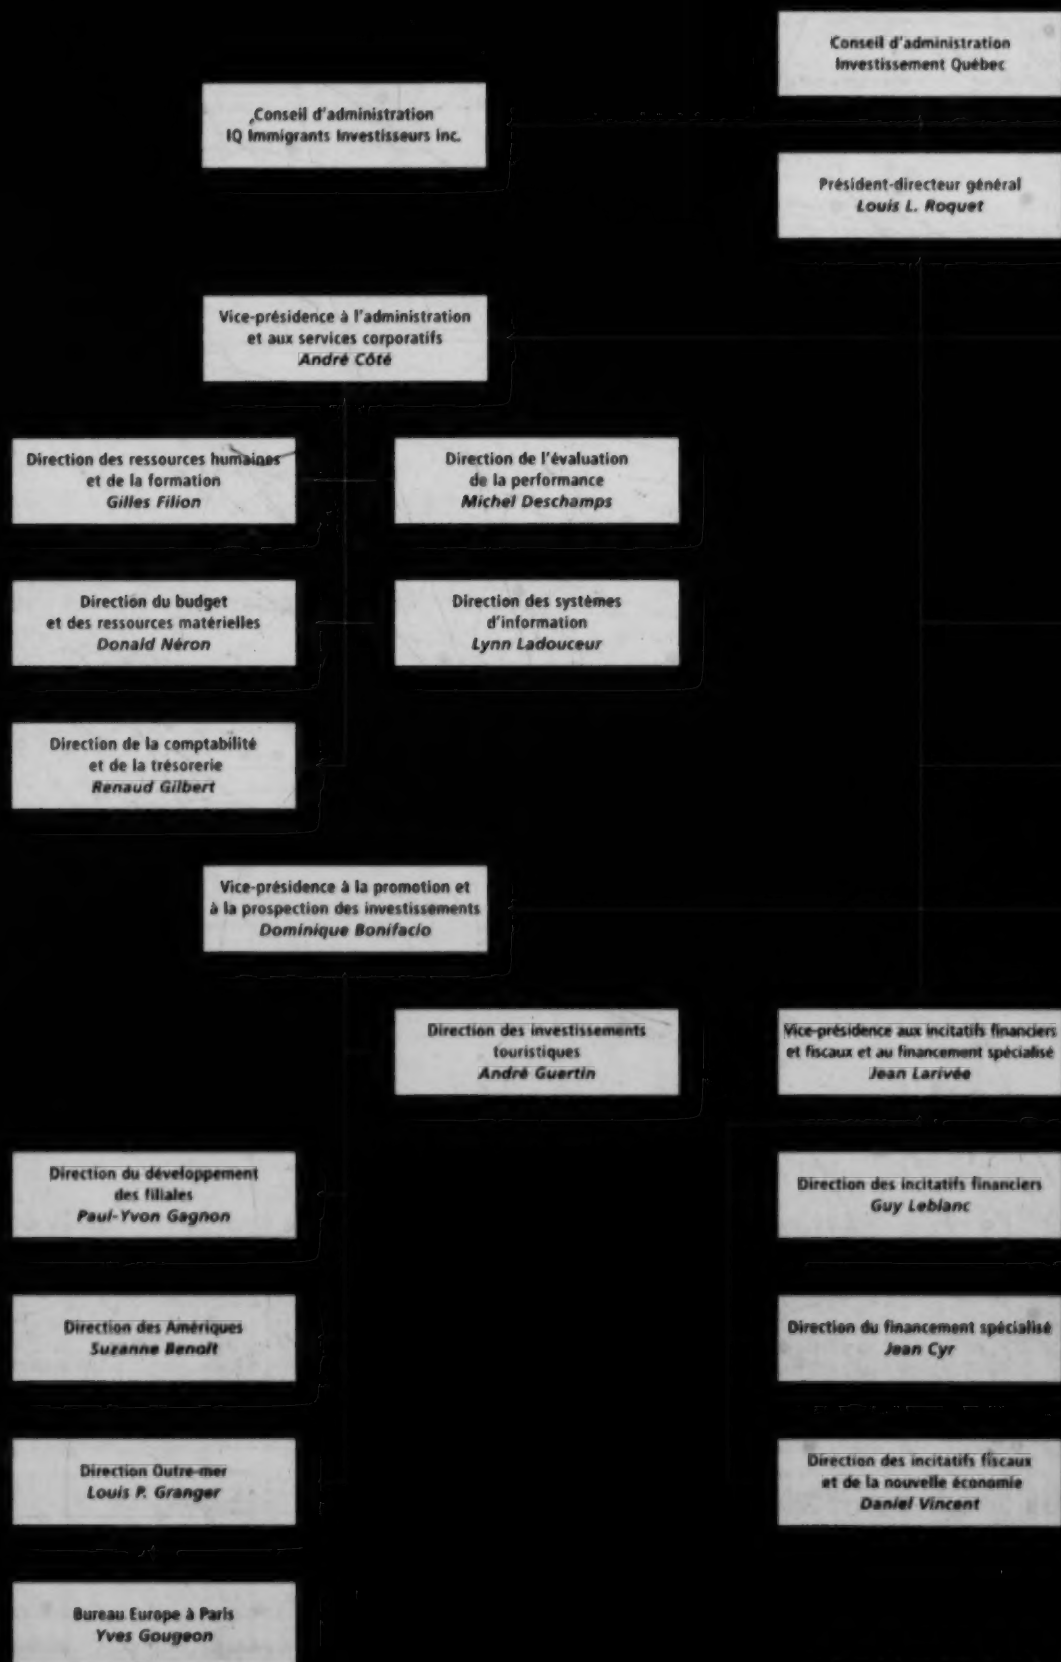 Conseil d'administration
Investissement Québec
Conseil d'administration
IQ Immigrants Investisseurs inc.
Président-directeur général
Louis L. Roquet
Vice-présidence à l'administration
et aux services corporatifs
André Côté
Direction des ressources humaines
et de la formation
Gilles Filion
Direction de l'évaluation
de la performance
Michel Deschamps
Direction du budget
et des ressources matérielles
Donald Néron
Direction des systèmes
d'information
Lynn Ladouceur
Direction de la comptabilité
et de la trésorerie
Renaud Gilbert
Vice-présidence à la promotion et
à la prospection des investissements
Dominique Bonifacio
Direction des investissements
touristiques
André Guertin
Vice-présidence aux incitatifs financiers
et fiscaux et au financement spécialisé
Jean Larivée
Direction du développement
des filiales
Paul-Yvon Gagnon
Direction des incitatifs financiers
Guy Leblanc
Direction des Amériques
Suzanne Benoît
Direction du financement spécialisé
Jean Cyr
Direction Outre-mer
Louis P. Granger
Direction des incitatifs fiscaux
et de la nouvelle économie
Daniel Vincent
Bureau Europe à Paris
Yves Gougeon